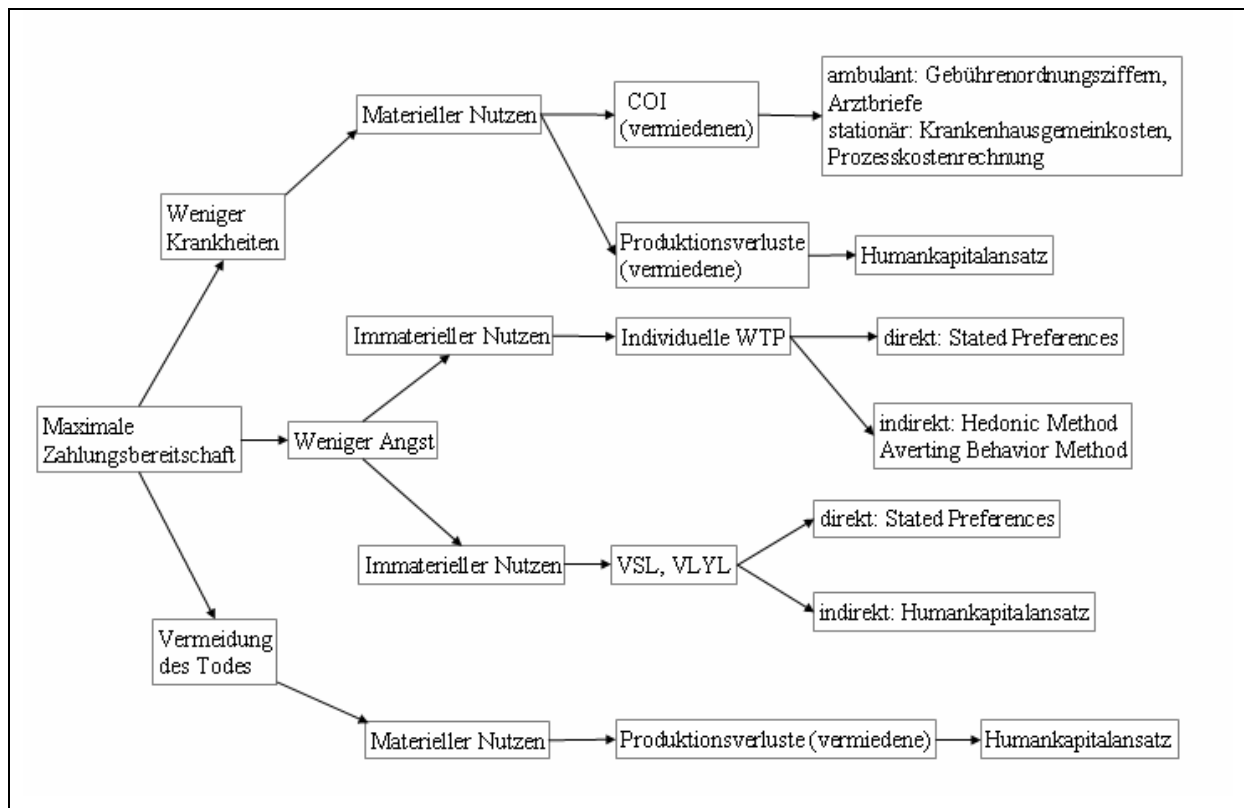 ambulant: Gebührenordnungsziffern,
Arztbriefe
stationär: Krankenhausgemeinkosten,
Prozesskostenrechnung
COI
(vermiedenen)
Materieller Nutzen
Weniger
Krankheiten
Produktionsverluste
(vermiedene)
Humankapitalansatz
Immaterieller Nutzen
Individuelle WTP
direkt: Stated Preferences
Maximale
Zahlungsbereitschaft
Weniger Angst
indirekt: Hedonic Method
Averting Behavior Method
direkt: Stated Preferences
Immaterieller Nutzen
VSL, VLYL
indirekt: Humankapitalansatz
Vermeidung
des Todes
Materieller Nutzen
Produktionsverluste (vermiedene)
Humankapitalansatz